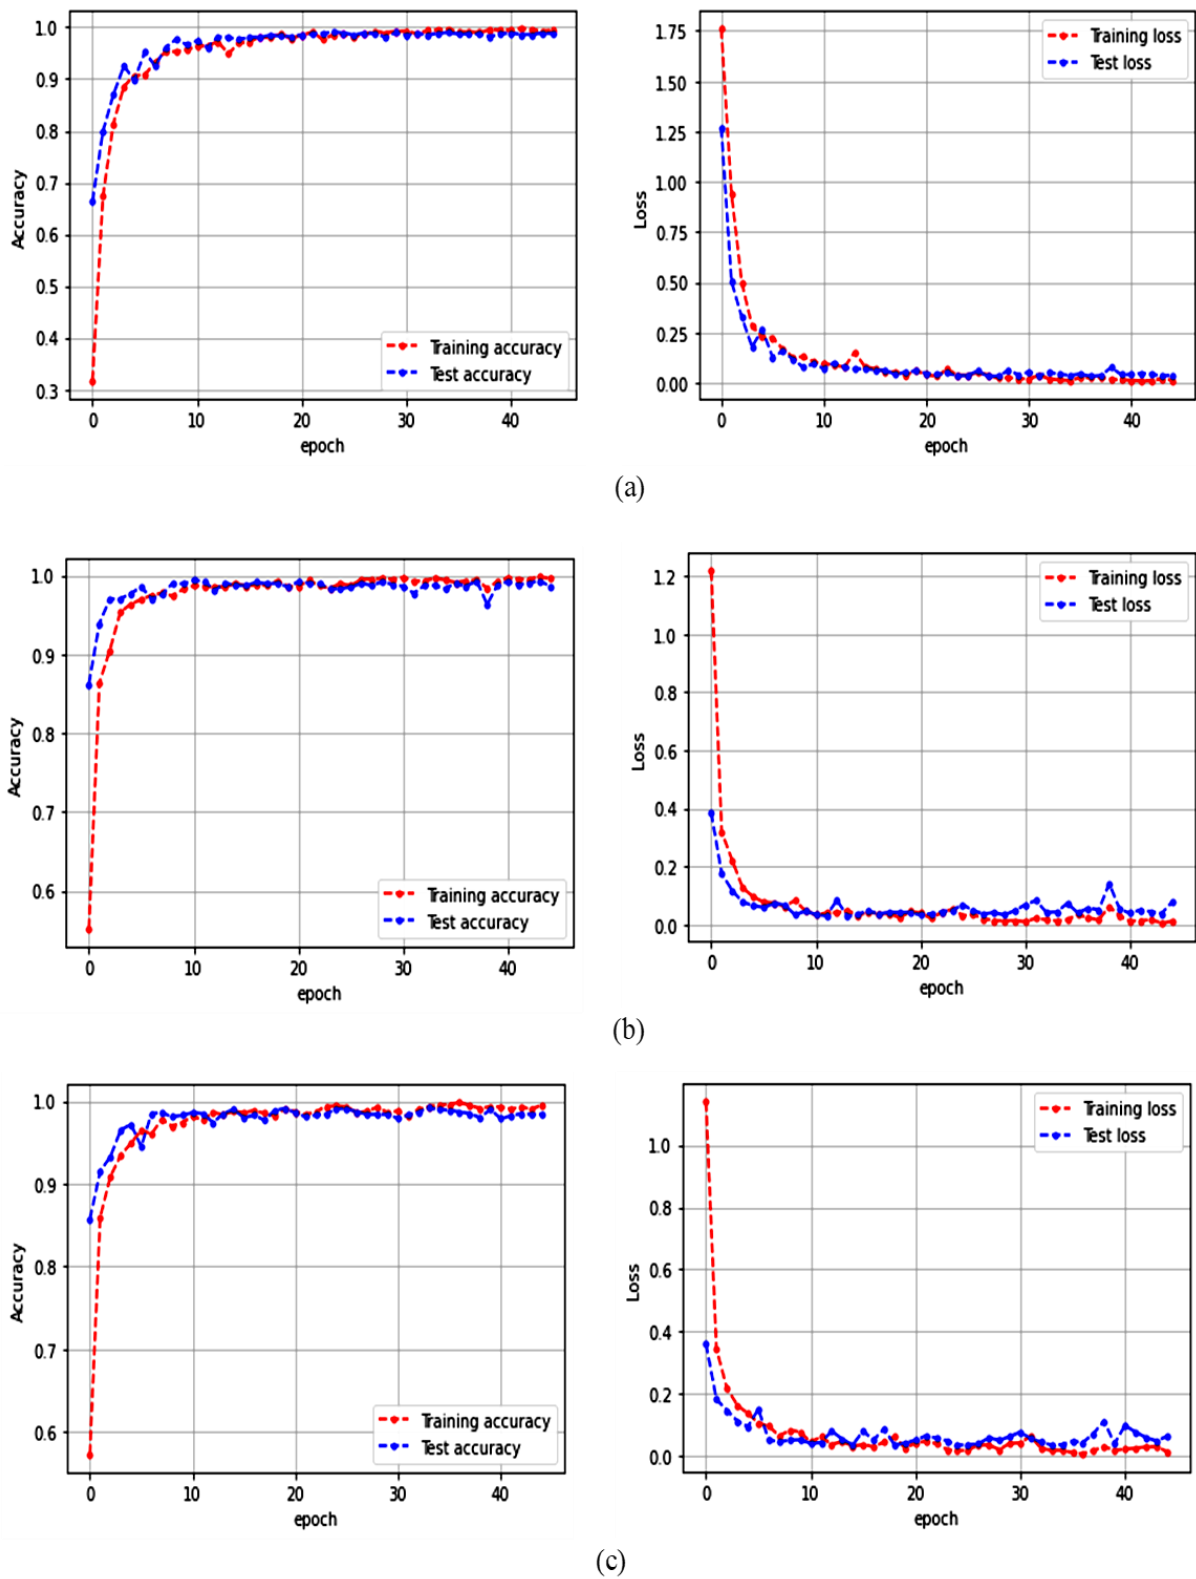 1.0
0.9
0.8
0.7
0.6
0.5
0.4
0.3
Accuracy
Training accuracy
Test accuracy
0 10 20 30 40
epoch
1.75
1.50
1.25
1.00
0.75
0.50
0.25
0.00
Loss
Training loss
Test loss
0 10 20 30 40
epoch
(a)
1.0
0.9
0.8
0.7
0.6
Accuracy
Training accuracy
Test accuracy
0 10 20 30 40
epoch
1.2
1.0
0.8
0.6
0.4
0.2
0.0
Loss
Training loss
Test loss
0 10 20 30 40
epoch
(b)
1.0
0.9
0.8
0.7
0.6
Accuracy
Training accuracy
Test accuracy
0 10 20 30 40
epoch
1.0
0.8
0.6
0.4
0.2
0.0
Loss
Training loss
Test loss
0 10 20 30 40
epoch
(c)